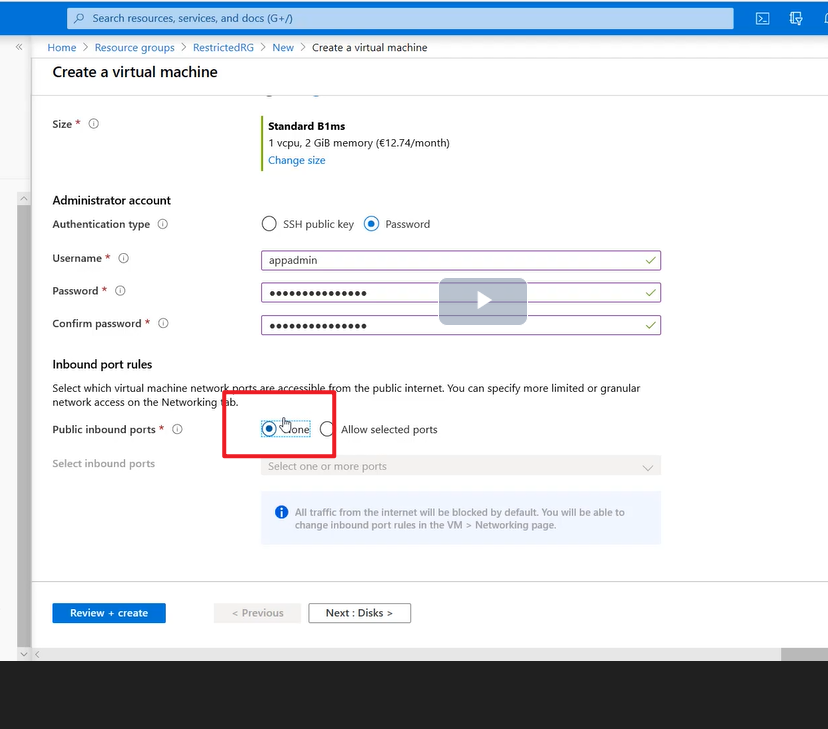 Search resources, services, and docs (G+/)
Home > Resource groups > RestrictedRG > New > Create a virtual machine
Create a virtual machine
Size *
Standard B1ms
1 vcpu, 2 GiB memory (€12.74/month)
Change size
Administrator account
Authentication type
SSH public key
Password
Username *
appadmin
Password *
●●●●●●●●●●●●●●●
Confirm password *
●●●●●●●●●●●●●●●
Inbound port rules
Select which virtual machine network ports are accessible from the public internet. You can specify more limited or granular
network access on the Networking tab.
Public inbound ports *
None
Allow selected ports
Select inbound ports
Select one or more ports
All traffic from the internet will be blocked by default. You will be able to
change inbound port rules in the VM > Networking page.
Review + create
< Previous
Next : Disks >